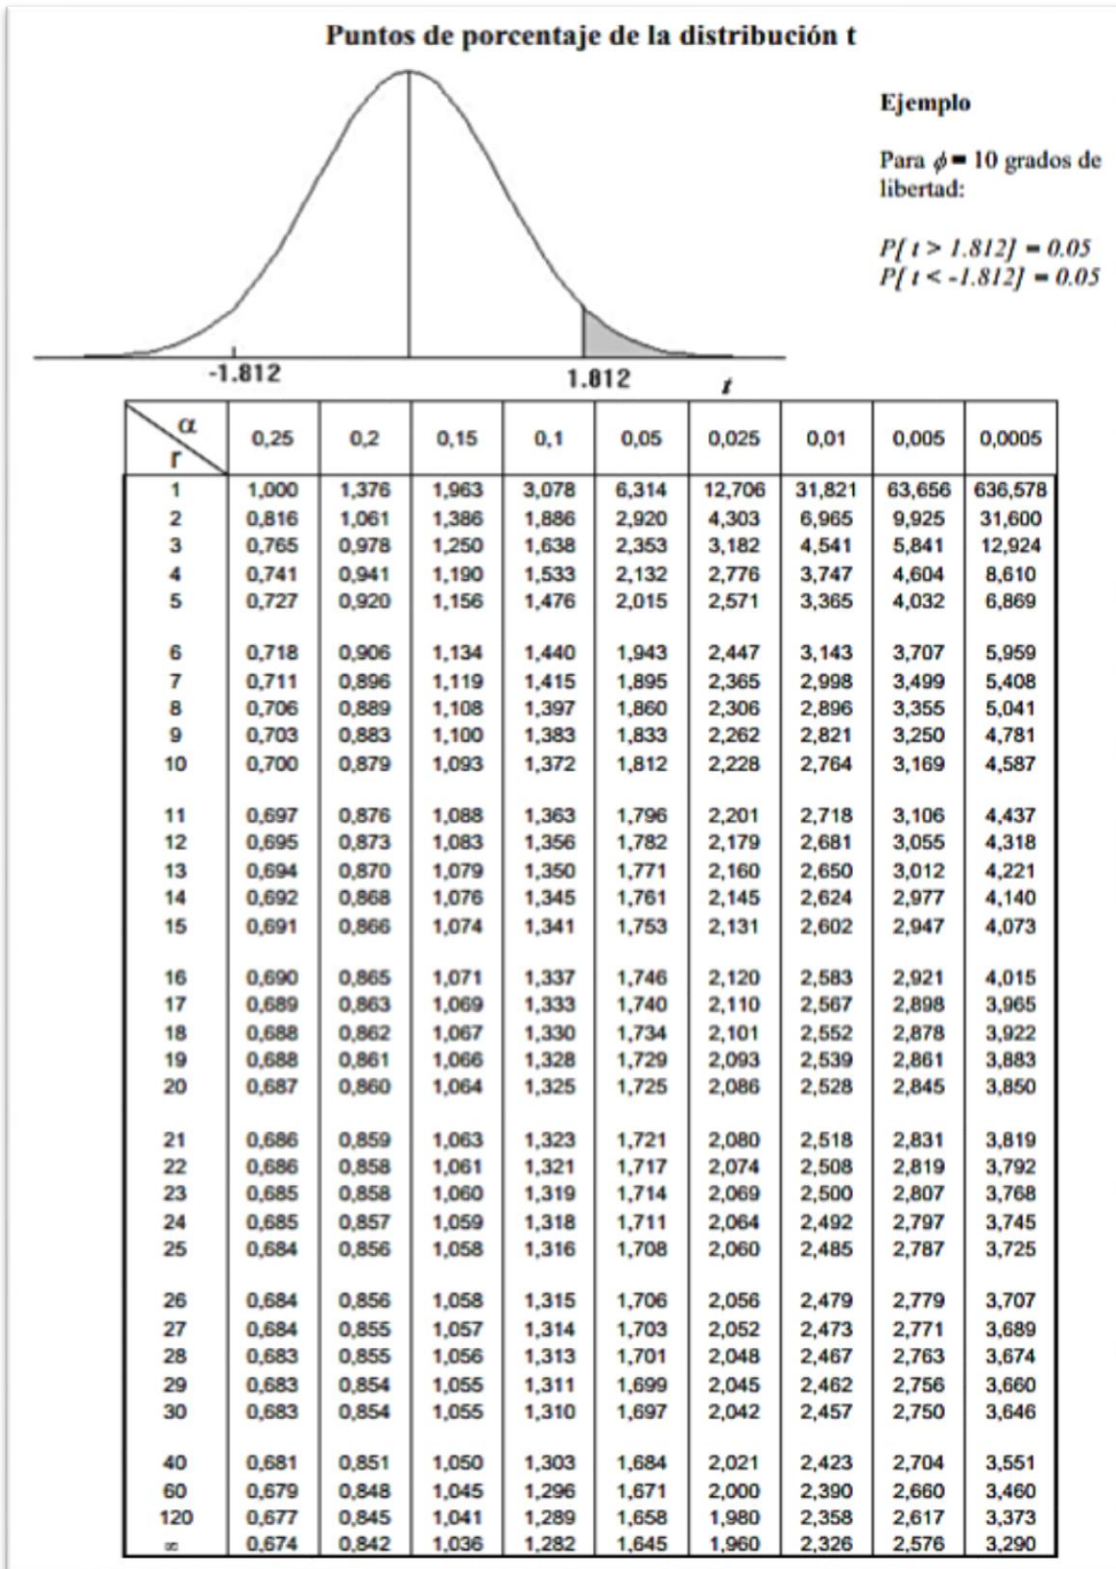 Puntos de porcentaje de la distribución t
Ejemplo
Para ϕ = 10 grados de
libertad:
P[ t > 1.812] = 0.05
P[ t < -1.812] = 0.05
-1.812 1.812 t
α
r 0,25 0,2 0,15 0,1 0,05 0,025 0,01 0,005 0,0005
1 1,000 1,376 1,963 3,078 6,314 12,706 31,821 63,656 636,578
2 0,816 1,061 1,386 1,886 2,920 4,303 6,965 9,925 31,600
3 0,765 0,978 1,250 1,638 2,353 3,182 4,541 5,841 12,924
4 0,741 0,941 1,190 1,533 2,132 2,776 3,747 4,604 8,610
5 0,727 0,920 1,156 1,476 2,015 2,571 3,365 4,032 6,869
6 0,718 0,906 1,134 1,440 1,943 2,447 3,143 3,707 5,959
7 0,711 0,896 1,119 1,415 1,895 2,365 2,998 3,499 5,408
8 0,706 0,889 1,108 1,397 1,860 2,306 2,896 3,355 5,041
9 0,703 0,883 1,100 1,383 1,833 2,262 2,821 3,250 4,781
10 0,700 0,879 1,093 1,372 1,812 2,228 2,764 3,169 4,587
11 0,697 0,876 1,088 1,363 1,796 2,201 2,718 3,106 4,437
12 0,695 0,873 1,083 1,356 1,782 2,179 2,681 3,055 4,318
13 0,694 0,870 1,079 1,350 1,771 2,160 2,650 3,012 4,221
14 0,692 0,868 1,076 1,345 1,761 2,145 2,624 2,977 4,140
15 0,691 0,866 1,074 1,341 1,753 2,131 2,602 2,947 4,073
16 0,690 0,865 1,071 1,337 1,746 2,120 2,583 2,921 4,015
17 0,689 0,863 1,069 1,333 1,740 2,110 2,567 2,898 3,965
18 0,688 0,862 1,067 1,330 1,734 2,101 2,552 2,878 3,922
19 0,688 0,861 1,066 1,328 1,729 2,093 2,539 2,861 3,883
20 0,687 0,860 1,064 1,325 1,725 2,086 2,528 2,845 3,850
21 0,686 0,859 1,063 1,323 1,721 2,080 2,518 2,831 3,819
22 0,686 0,858 1,061 1,321 1,717 2,074 2,508 2,819 3,792
23 0,685 0,858 1,060 1,319 1,714 2,069 2,500 2,807 3,768
24 0,685 0,857 1,059 1,318 1,711 2,064 2,492 2,797 3,745
25 0,684 0,856 1,058 1,316 1,708 2,060 2,485 2,787 3,725
26 0,684 0,856 1,058 1,315 1,706 2,056 2,479 2,779 3,707
27 0,684 0,855 1,057 1,314 1,703 2,052 2,473 2,771 3,689
28 0,683 0,855 1,056 1,313 1,701 2,048 2,467 2,763 3,674
29 0,683 0,854 1,055 1,311 1,699 2,045 2,462 2,756 3,660
30 0,683 0,854 1,055 1,310 1,697 2,042 2,457 2,750 3,646
40 0,681 0,851 1,050 1,303 1,684 2,021 2,423 2,704 3,551
60 0,679 0,848 1,045 1,296 1,671 2,000 2,390 2,660 3,460
120 0,677 0,845 1,041 1,289 1,658 1,980 2,358 2,617 3,373
∞ 0,674 0,842 1,036 1,282 1,645 1,960 2,326 2,576 3,290